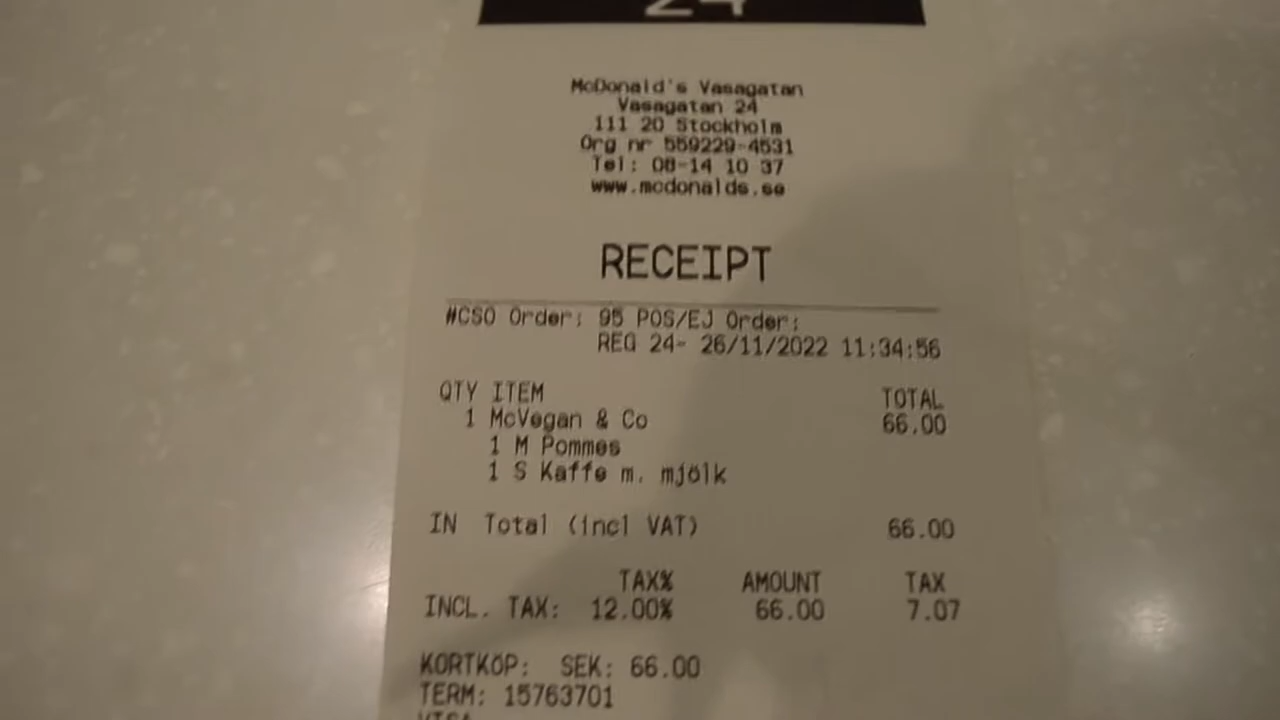 24
McDonald's Vasagatan
Vasagatan 24
111 20 Stockholm
Org nr 559229-4531
Tel: 08-14 10 37
www.mcdonalds.se
RECEIPT
#CSO Order: 95 POS/EJ Order:
REG 24- 26/11/2022 11:34:56
QTY ITEM TOTAL
1 McVegan & Co 66.00
1 M Pommes
1 S Kaffe m. mjölk
IN Total (incl VAT) 66.00
TAX% AMOUNT TAX
INCL. TAX: 12.00% 66.00 7.07
KORTKÖP: SEK: 66.00
TERM: 15763701
VISA